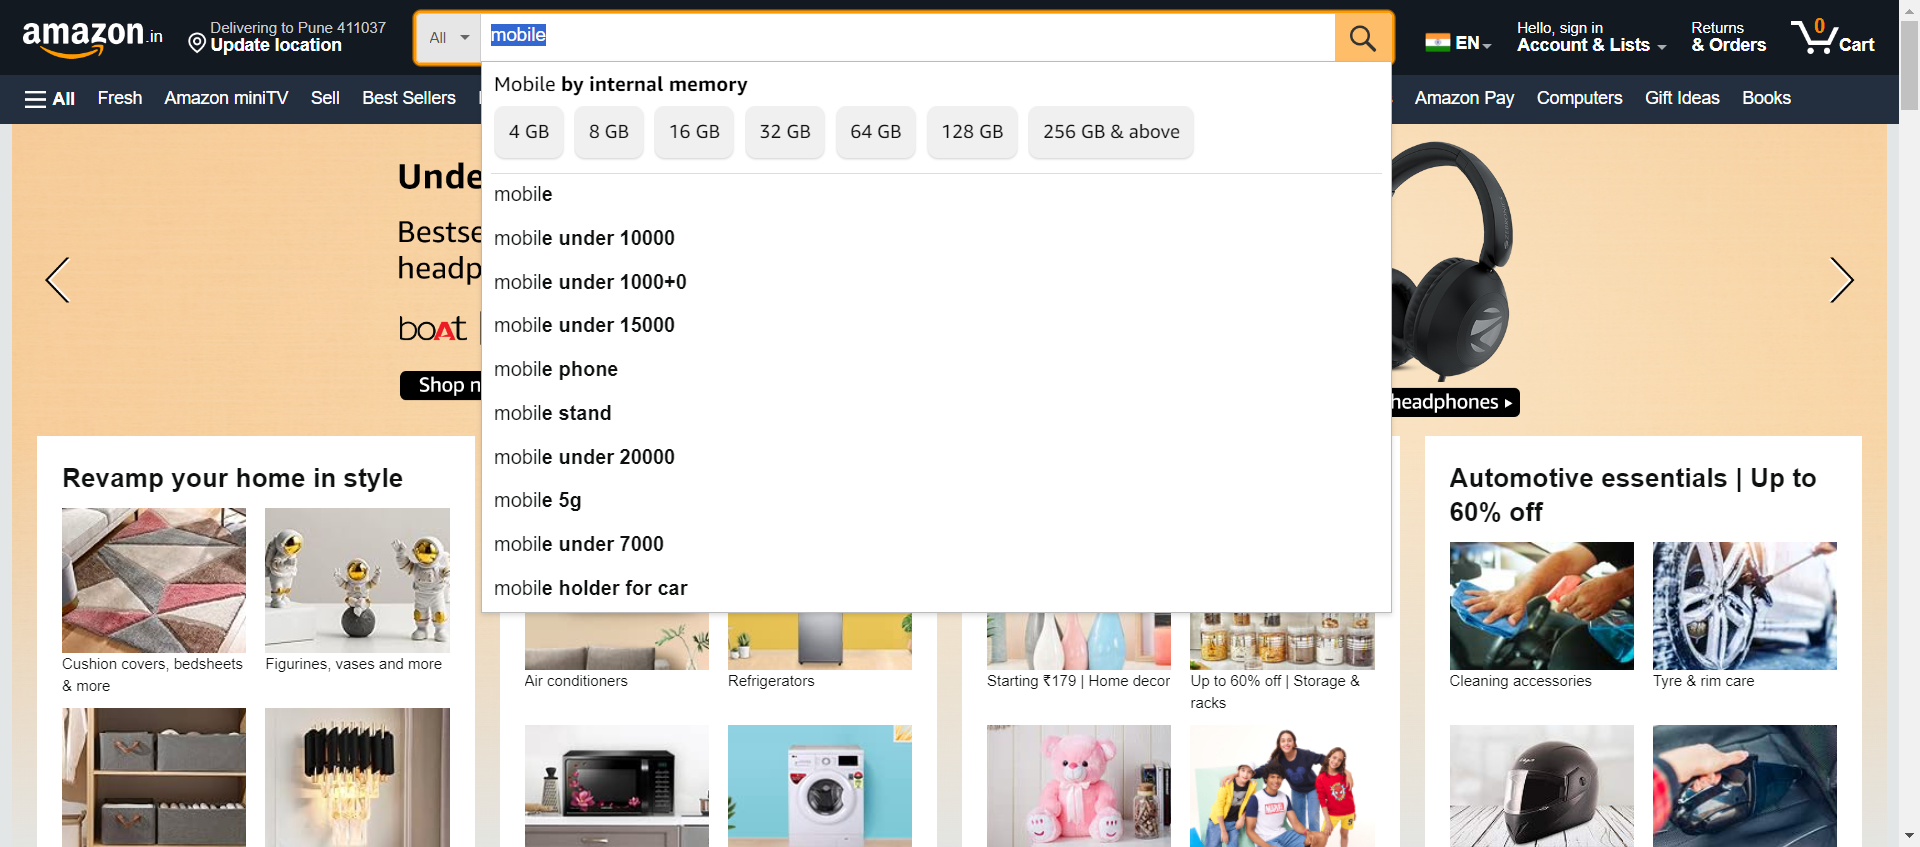 amazon.in
Delivering to Pune 411037
Update location
All
mobile
EN
Hello, sign in
Account & Lists
Returns
& Orders
0
Cart
All
Fresh
Amazon miniTV
Sell
Best Sellers
Amazon Pay
Computers
Gift Ideas
Books
Mobile by internal memory
4 GB
8 GB
16 GB
32 GB
64 GB
128 GB
256 GB & above
mobile
mobile under 10000
mobile under 1000+0
mobile under 15000
mobile phone
mobile stand
mobile under 20000
mobile 5g
mobile under 7000
mobile holder for car
Unde
Bestse
headp
boAt
Shop n
headphones
Revamp your home in style
Cushion covers, bedsheets
& more
Figurines, vases and more
Air conditioners
Refrigerators
Starting ₹179 | Home decor
Up to 60% off | Storage &
racks
Automotive essentials | Up to
60% off
Cleaning accessories
Tyre & rim care
MARVEL